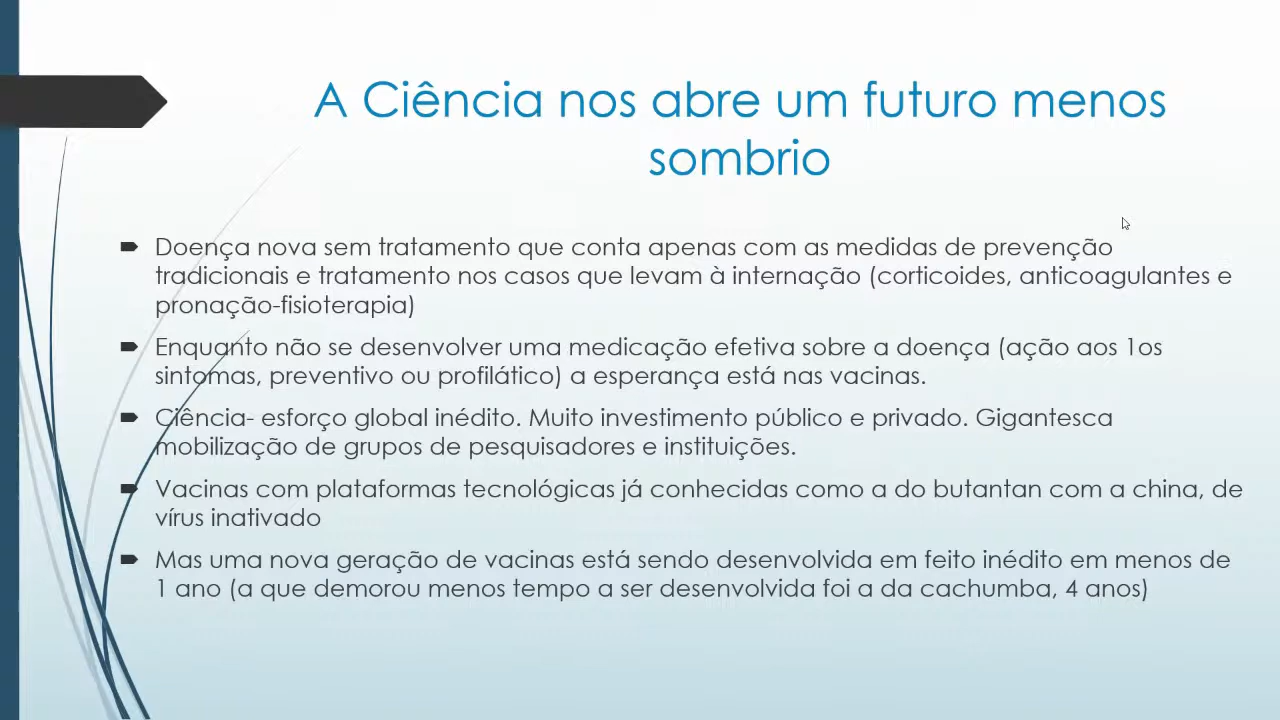 A Ciência nos abre um futuro menos
sombrio
Doença nova sem tratamento que conta apenas com as medidas de prevenção
tradicionais e tratamento nos casos que levam à internação (corticoides, anticoagulantes e
pronação-fisioterapia)
Enquanto não se desenvolver uma medicação efetiva sobre a doença (ação aos 1os
sintomas, preventivo ou profilático) a esperança está nas vacinas.
Ciência- esforço global inédito. Muito investimento público e privado. Gigantesca
mobilização de grupos de pesquisadores e instituições.
Vacinas com plataformas tecnológicas já conhecidas como a do butantan com a china, de
vírus inativado
Mas uma nova geração de vacinas está sendo desenvolvida em feito inédito em menos de
1 ano (a que demorou menos tempo a ser desenvolvida foi a da cachumba, 4 anos)